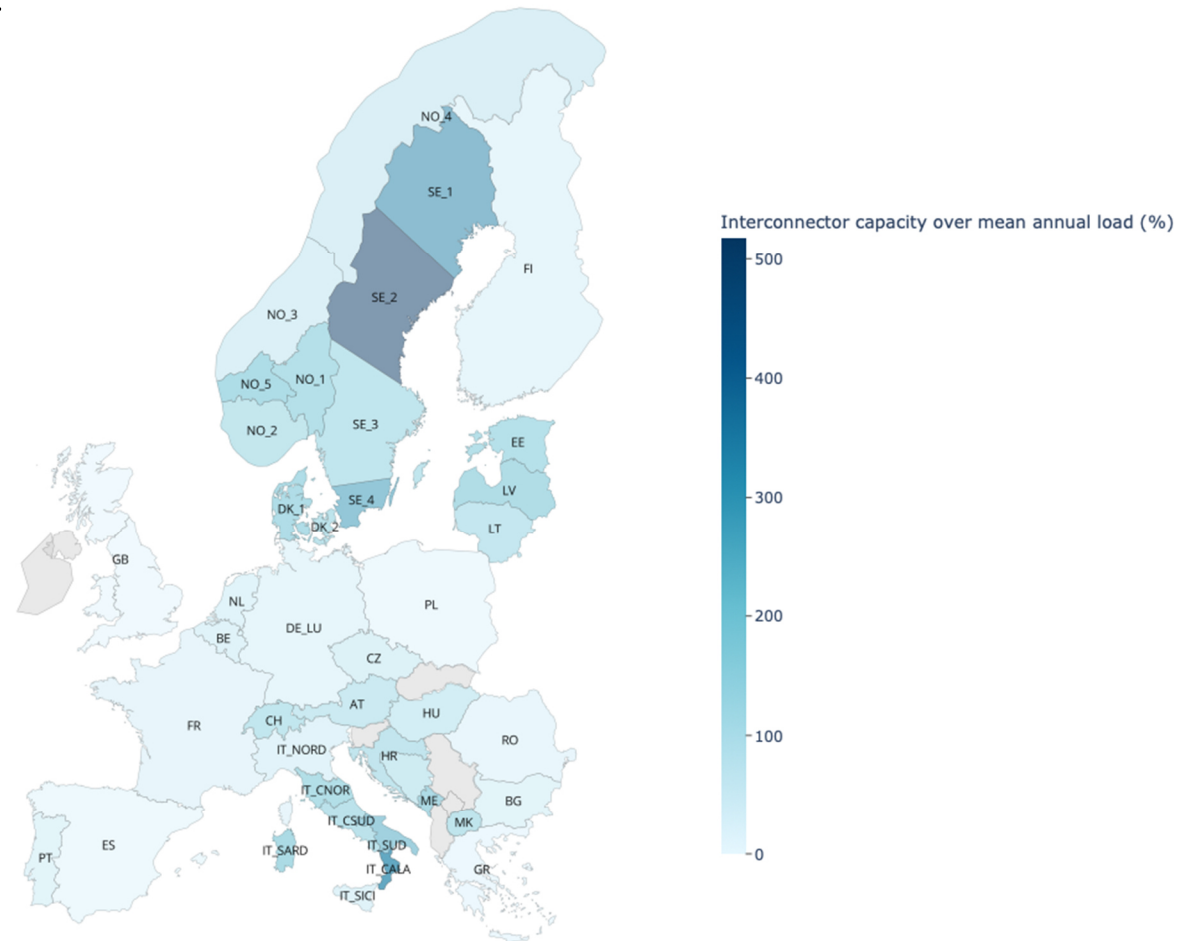 NO_4
SE_1
FI
SE_2
NO_3
NO_1
NO_5
SE_3
NO_2
EE
LV
SE_4
DK_1
DK_2
LT
GB
NL
PL
DE_LU
BE
CZ
AT
HU
CH
FR
RO
IT_NORD
HR
IT_CNOR
ME
BG
IT_CSUD
MK
ES
IT_SUD
IT_SARD
PT
IT_CALA
GR
IT_SICI
Interconnector capacity over mean annual load (%)
500
400
300
200
100
0